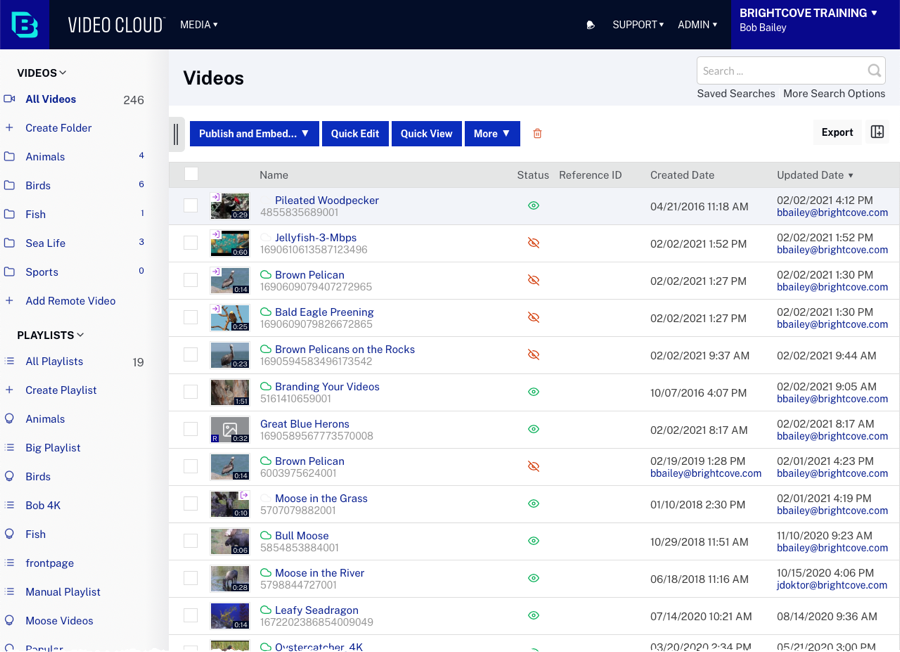 VIDEO CLOUD
MEDIA
SUPPORT
ADMIN
BRIGHTCOVE TRAINING
Bob Bailey
VIDEOS
All Videos 246
Create Folder
Animals 4
Birds 6
Fish 1
Sea Life 3
Sports 0
Add Remote Video
PLAYLISTS
All Playlists 19
Create Playlist
Animals
Big Playlist
Birds
Bob 4K
Fish
frontpage
Manual Playlist
Moose Videos
Popular
Videos
Search ...
Saved Searches More Search Options
Publish and Embed... Quick Edit Quick View More Export
Name Status Reference ID Created Date Updated Date
0:29 Pileated Woodpecker 04/21/2016 11:18 AM 02/02/2021 4:12 PM
4855835689001 bbailey@brightcove.com
0:60 Jellyfish-3-Mbps 02/02/2021 1:52 PM 02/02/2021 1:52 PM
1690610613587123496 bbailey@brightcove.com
0:14 Brown Pelican 02/02/2021 1:27 PM 02/02/2021 1:30 PM
1690609079407272965 bbailey@brightcove.com
0:25 Bald Eagle Preening 02/02/2021 1:27 PM 02/02/2021 1:30 PM
1690609079826672865 bbailey@brightcove.com
0:23 Brown Pelicans on the Rocks 02/02/2021 9:37 AM 02/02/2021 9:44 AM
1690594583496173542
1:51 Branding Your Videos 10/07/2016 4:07 PM 02/02/2021 9:05 AM
5161410659001 bbailey@brightcove.com
R 0:32 Great Blue Herons 02/02/2021 8:17 AM 02/02/2021 8:17 AM
1690589567773570008 bbailey@brightcove.com
0:14 Brown Pelican 02/19/2019 1:28 PM 02/01/2021 4:23 PM
6003975624001 bbailey@brightcove.com bbailey@brightcove.com
0:10 Moose in the Grass 01/10/2018 2:30 PM 02/01/2021 4:19 PM
5707079882001 bbailey@brightcove.com
0:06 Bull Moose 10/29/2018 11:51 AM 11/10/2020 9:23 AM
5854853884001 bbailey@brightcove.com
0:28 Moose in the River 06/18/2018 11:16 AM 10/15/2020 4:06 PM
5798844727001 jdoktor@brightcove.com
0:14 Leafy Seadragon 07/14/2020 10:21 AM 08/14/2020 9:36 AM
1672202386854009049
Oystercatcher_4K 03/20/2020 2:34 PM 05/21/2020 3:00 PM